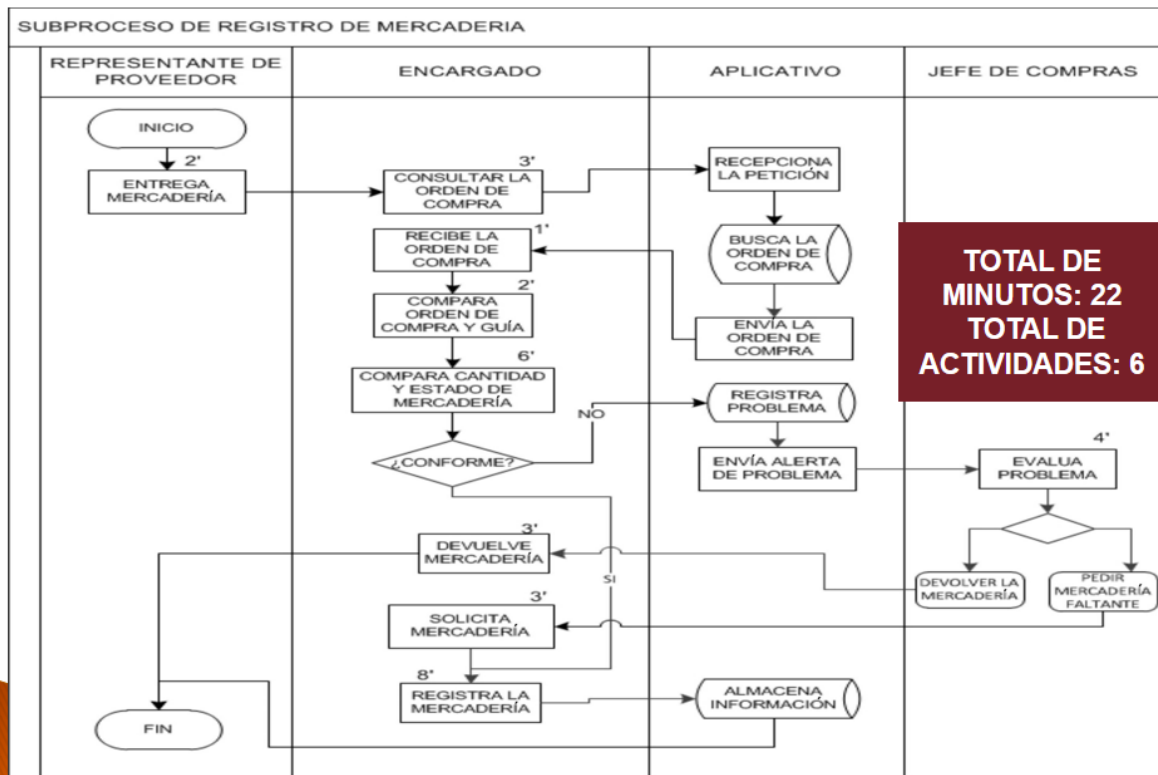 SUBPROCESO DE REGISTRO DE MERCADERIA
REPRESENTANTE DE
PROVEEDOR
ENCARGADO
APLICATIVO
JEFE DE COMPRAS
INICIO
2'
ENTREGA
MERCADERÍA
3'
CONSULTAR LA
ORDEN DE
COMPRA
RECEPCIONA
LA PETICIÓN
BUSCA LA
ORDEN DE
COMPRA
ENVÍA LA
ORDEN DE
COMPRA
1'
RECIBE LA
ORDEN DE
COMPRA
2'
COMPARA
ORDEN DE
COMPRA Y GUÍA
6'
COMPARA CANTIDAD
Y ESTADO DE
MERCADERÍA
¿CONFORME?
NO
REGISTRA
PROBLEMA
ENVÍA ALERTA
DE PROBLEMA
TOTAL DE
MINUTOS: 22
TOTAL DE
ACTIVIDADES: 6
4'
EVALUA
PROBLEMA
DEVOLVER LA
MERCADERÍA
PEDIR
MERCADERÍA
FALTANTE
3'
DEVUELVE
MERCADERÍA
SI
3'
SOLICITA
MERCADERÍA
8'
REGISTRA LA
MERCADERÍA
ALMACENA
INFORMACIÓN
FIN